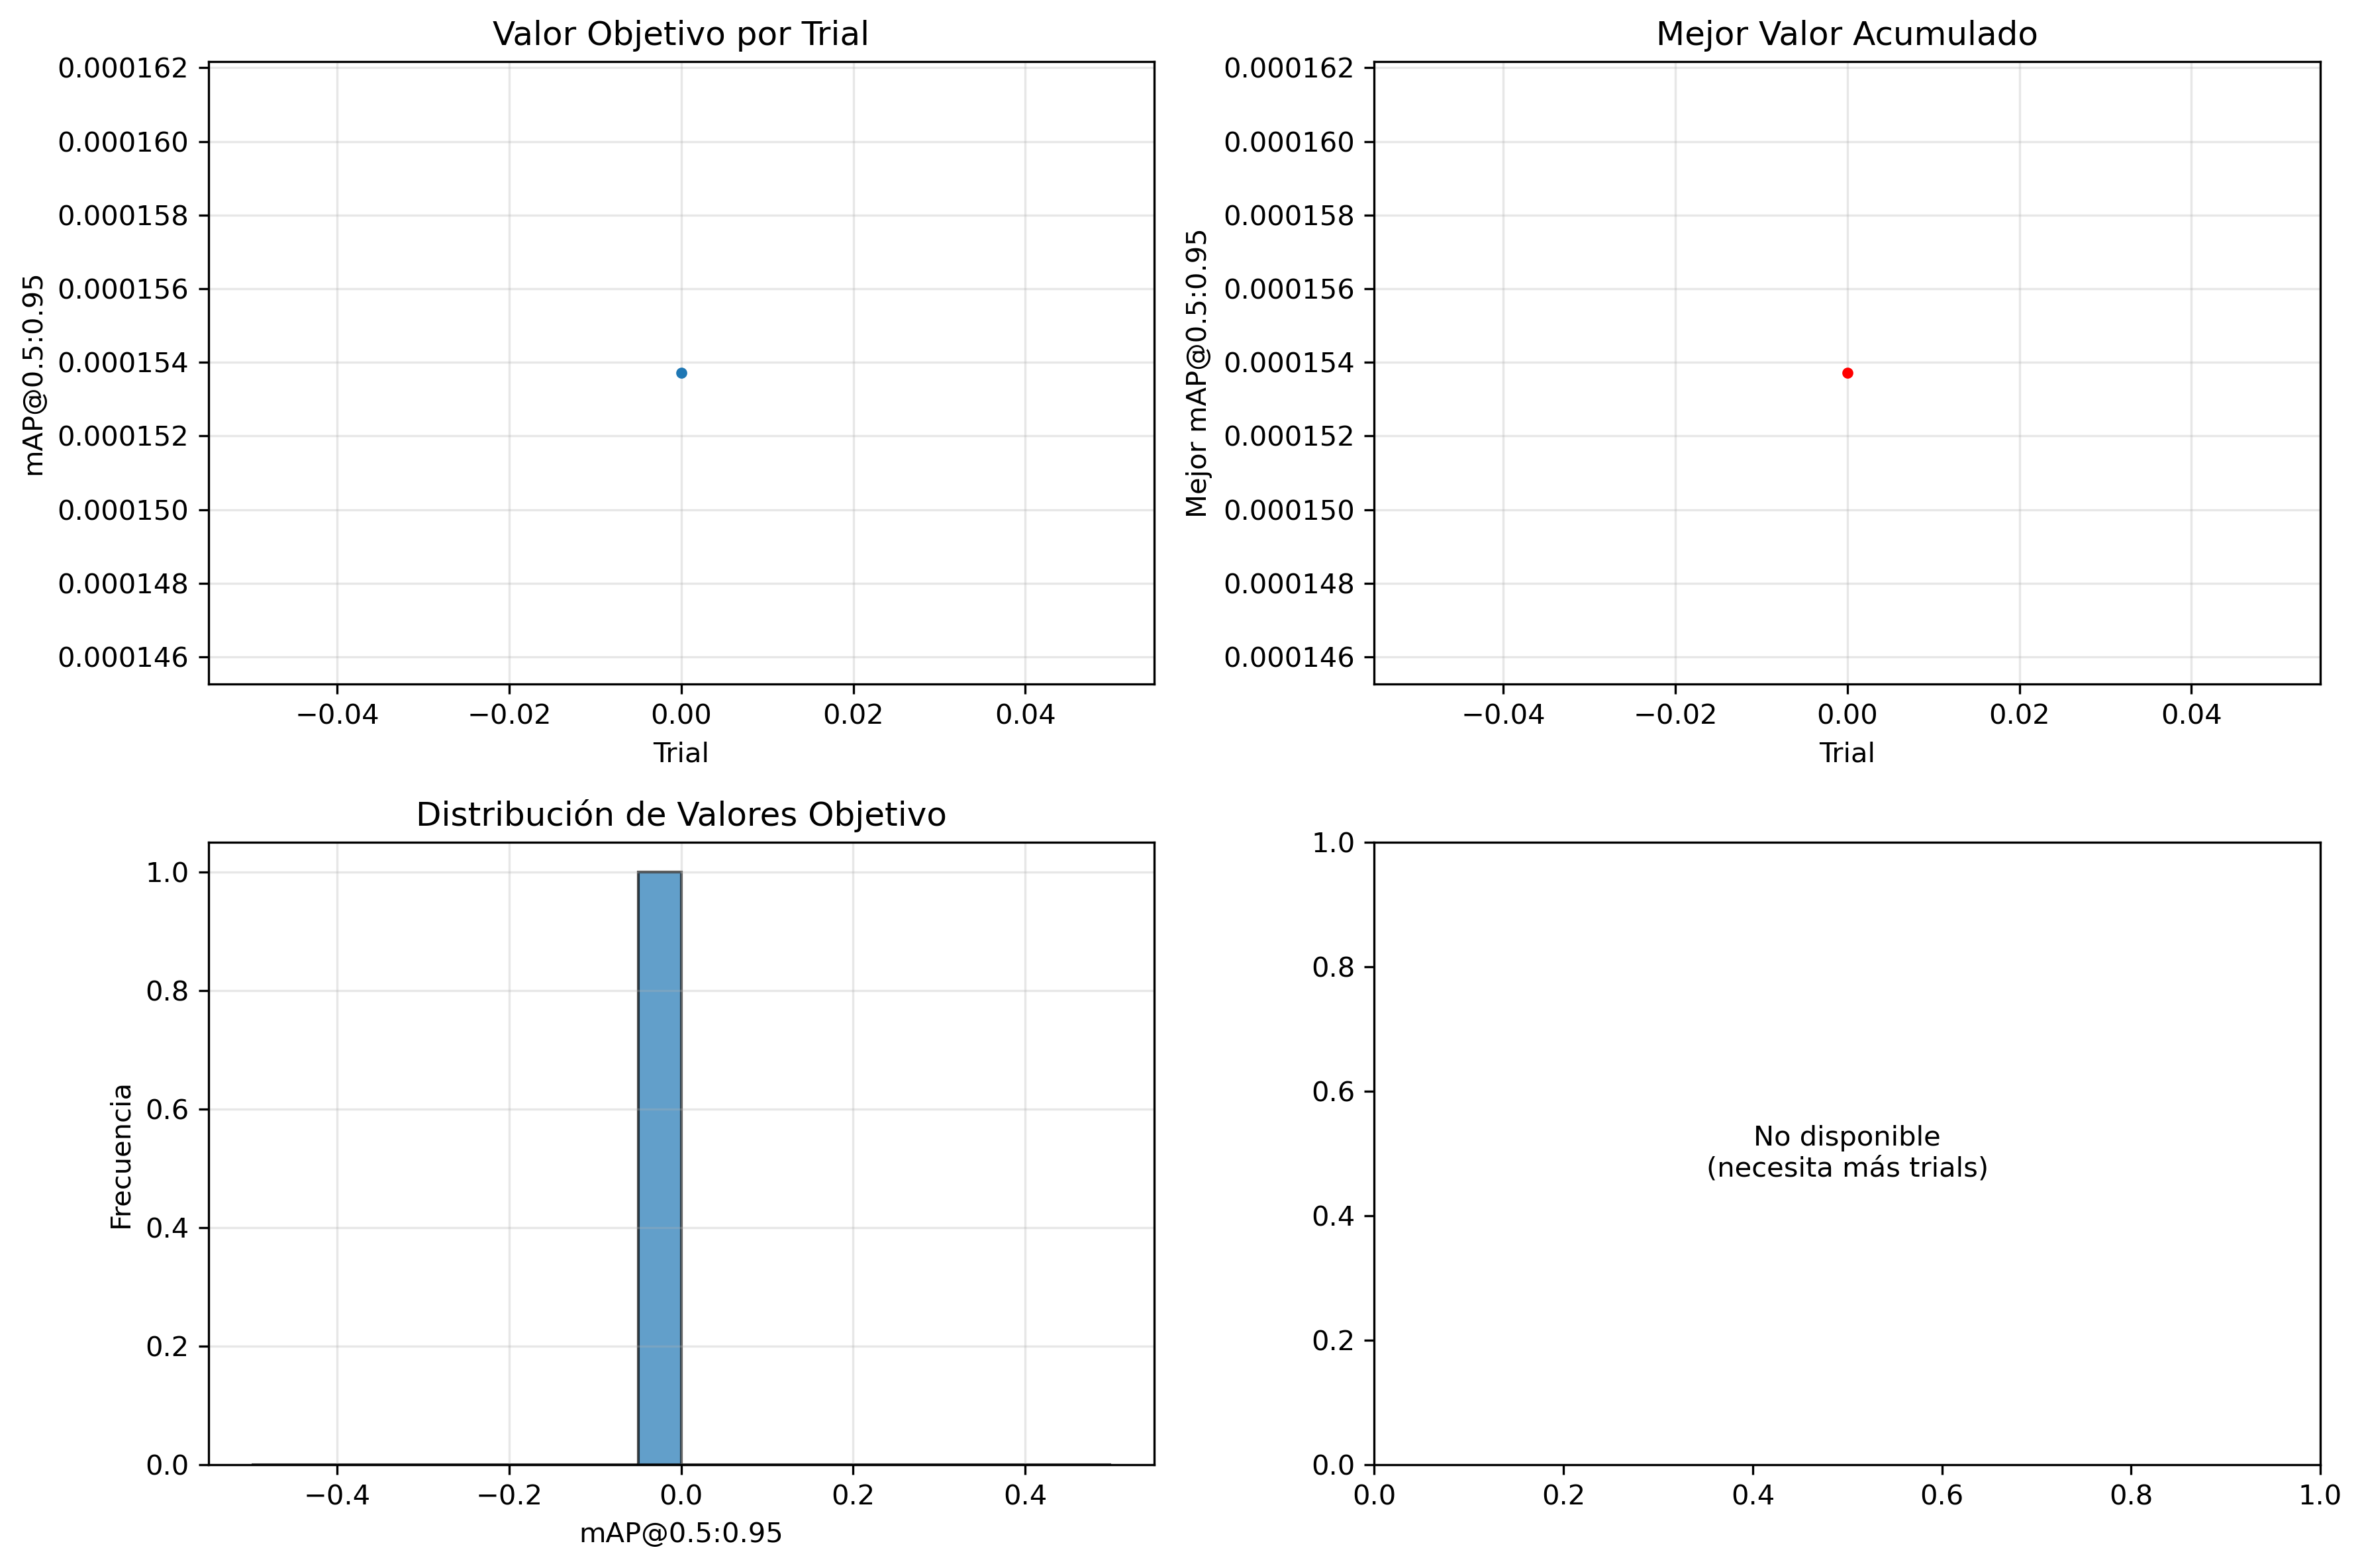 Valor Objetivo por Trial
mAP@0.5:0.95
0.000162
0.000160
0.000158
0.000156
0.000154
0.000152
0.000150
0.000148
0.000146
−0.04 −0.02 0.00 0.02 0.04
Trial
Mejor Valor Acumulado
Mejor mAP@0.5:0.95
0.000162
0.000160
0.000158
0.000156
0.000154
0.000152
0.000150
0.000148
0.000146
−0.04 −0.02 0.00 0.02 0.04
Trial
Distribución de Valores Objetivo
Frecuencia
1.0
0.8
0.6
0.4
0.2
0.0
−0.4 −0.2 0.0 0.2 0.4
mAP@0.5:0.95
1.0
0.8
0.6
0.4
0.2
0.0
No disponible
(necesita más trials)
0.0 0.2 0.4 0.6 0.8 1.0